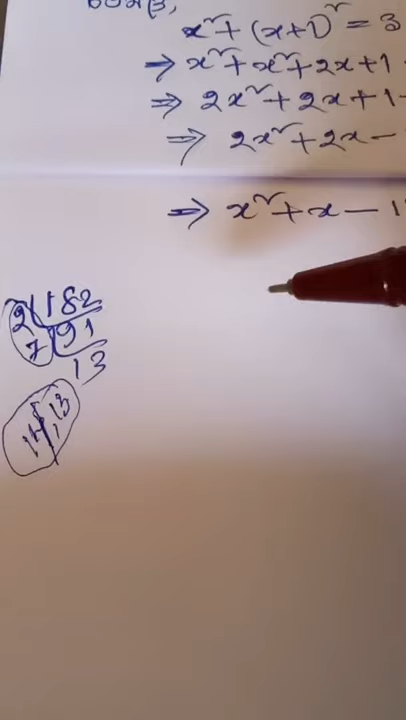 x² + (x+1)² = 3
⇒ x² + x² + 2x + 1
⇒ 2x² + 2x + 1 -
⇒ 2x² + 2x -
⇒ x² + x - 1
2 | 182
7 | 91
13
14, 13